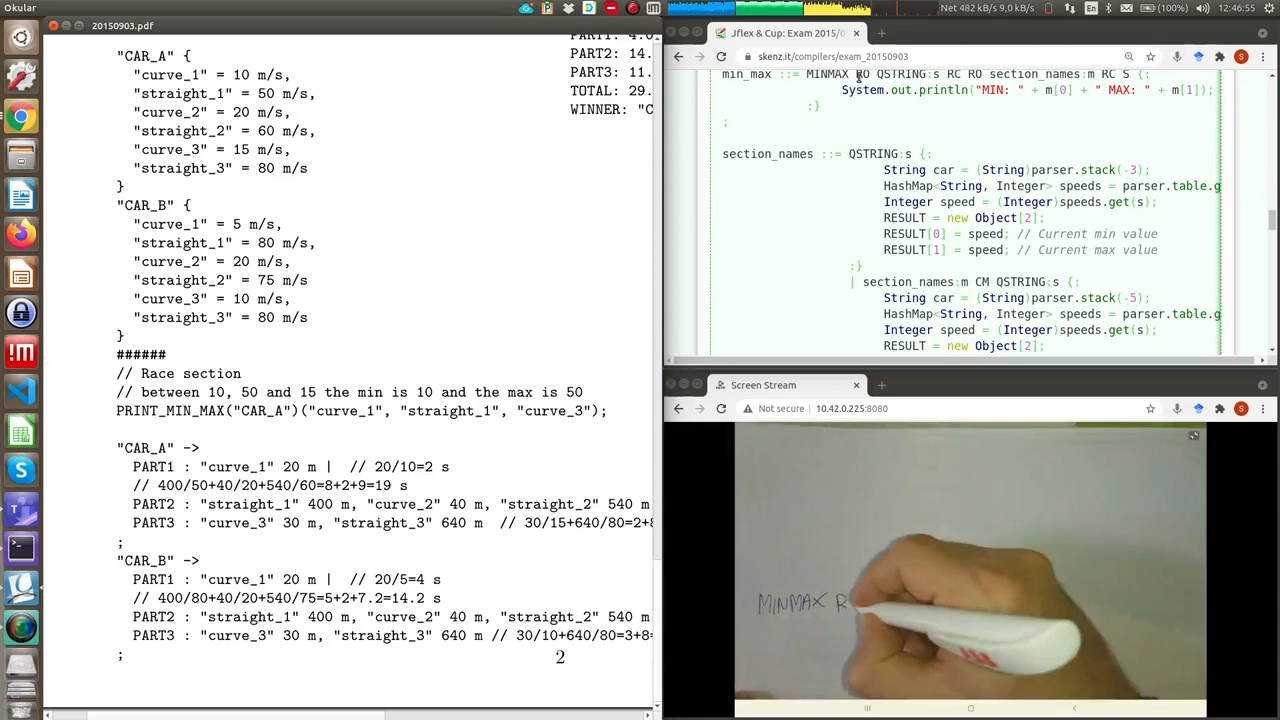 Okular
Net 482 kB/s 9,0 kB/s
En
(100%)
12:46:55
20150903.pdf
"CAR_A" {
"curve_1" = 10 m/s,
"straight_1" = 50 m/s,
"curve_2" = 20 m/s,
"straight_2" = 60 m/s,
"curve_3" = 15 m/s,
"straight_3" = 80 m/s
}
"CAR_B" {
"curve_1" = 5 m/s,
"straight_1" = 80 m/s,
"curve_2" = 20 m/s,
"straight_2" = 75 m/s
"curve_3" = 10 m/s,
"straight_3" = 80 m/s
}
######
// Race section
// between 10, 50 and 15 the min is 10 and the max is 50
PRINT_MIN_MAX("CAR_A")("curve_1", "straight_1", "curve_3");
"CAR_A" ->
PART1 : "curve_1" 20 m | // 20/10=2 s
// 400/50+40/20+540/60=8+2+9=19 s
PART2 : "straight_1" 400 m, "curve_2" 40 m, "straight_2" 540 m
PART3 : "curve_3" 30 m, "straight_3" 640 m // 30/15+640/80=2+8
;
"CAR_B" ->
PART1 : "curve_1" 20 m | // 20/5=4 s
// 400/80+40/20+540/75=5+2+7.2=14.2 s
PART2 : "straight_1" 400 m, "curve_2" 40 m, "straight_2" 540 m
PART3 : "curve_3" 30 m, "straight_3" 640 m // 30/10+640/80=3+8=
;
2
PART2: 14.
PART3: 11.
TOTAL: 29.
WINNER: "C
Jflex & Cup: Exam 2015/0
skenz.it/compilers/exam_20150903
min_max ::= MINMAX RO QSTRING:s RC RO section_names:m RC S {:
System.out.println("MIN: " + m[0] + " MAX: " + m[1]);
:}
;
section_names ::= QSTRING:s {:
String car = (String)parser.stack(-3);
HashMap<String, Integer> speeds = parser.table.g
Integer speed = (Integer)speeds.get(s);
RESULT = new Object[2];
RESULT[0] = speed; // Current min value
RESULT[1] = speed; // Current max value
:}
| section_names:m CM QSTRING:s {:
String car = (String)parser.stack(-5);
HashMap<String, Integer> speeds = parser.table.g
Integer speed = (Integer)speeds.get(s);
RESULT = new Object[2];
Screen Stream
Not secure | 10.42.0.225:8080
MINMAX R